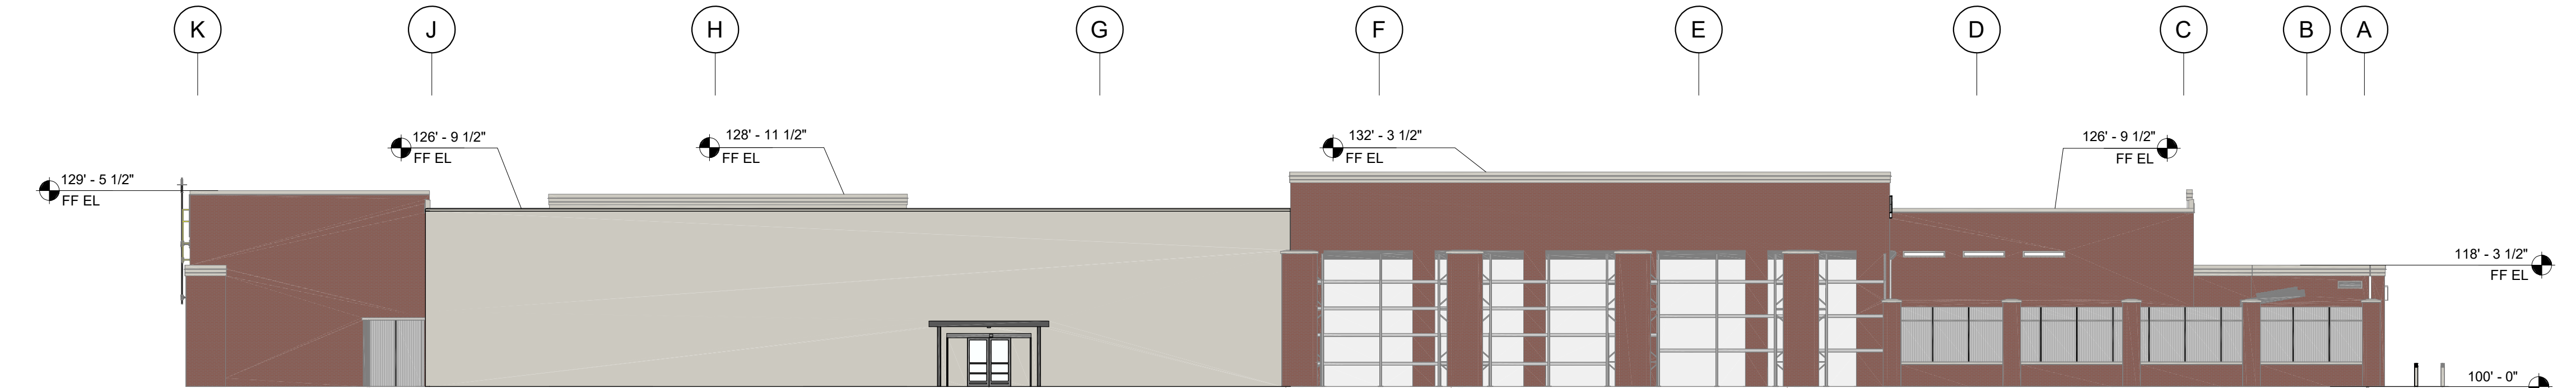 K J H G F E D C B A
126' - 9 1/2"
FF EL
128' - 11 1/2"
FF EL
132' - 3 1/2"
FF EL
126' - 9 1/2"
FF EL
129' - 5 1/2"
FF EL
118' - 3 1/2"
FF EL
100' - 0"